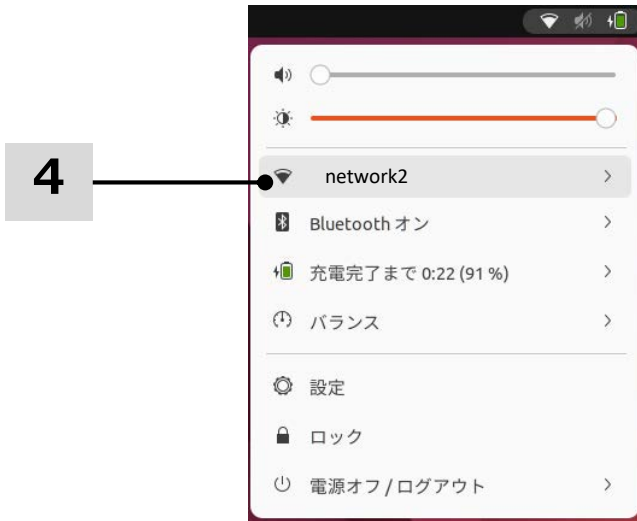 4
network2
Bluetooth オン
充電完了まで 0:22 (91 %)
バランス
設定
ロック
電源オフ / ログアウト